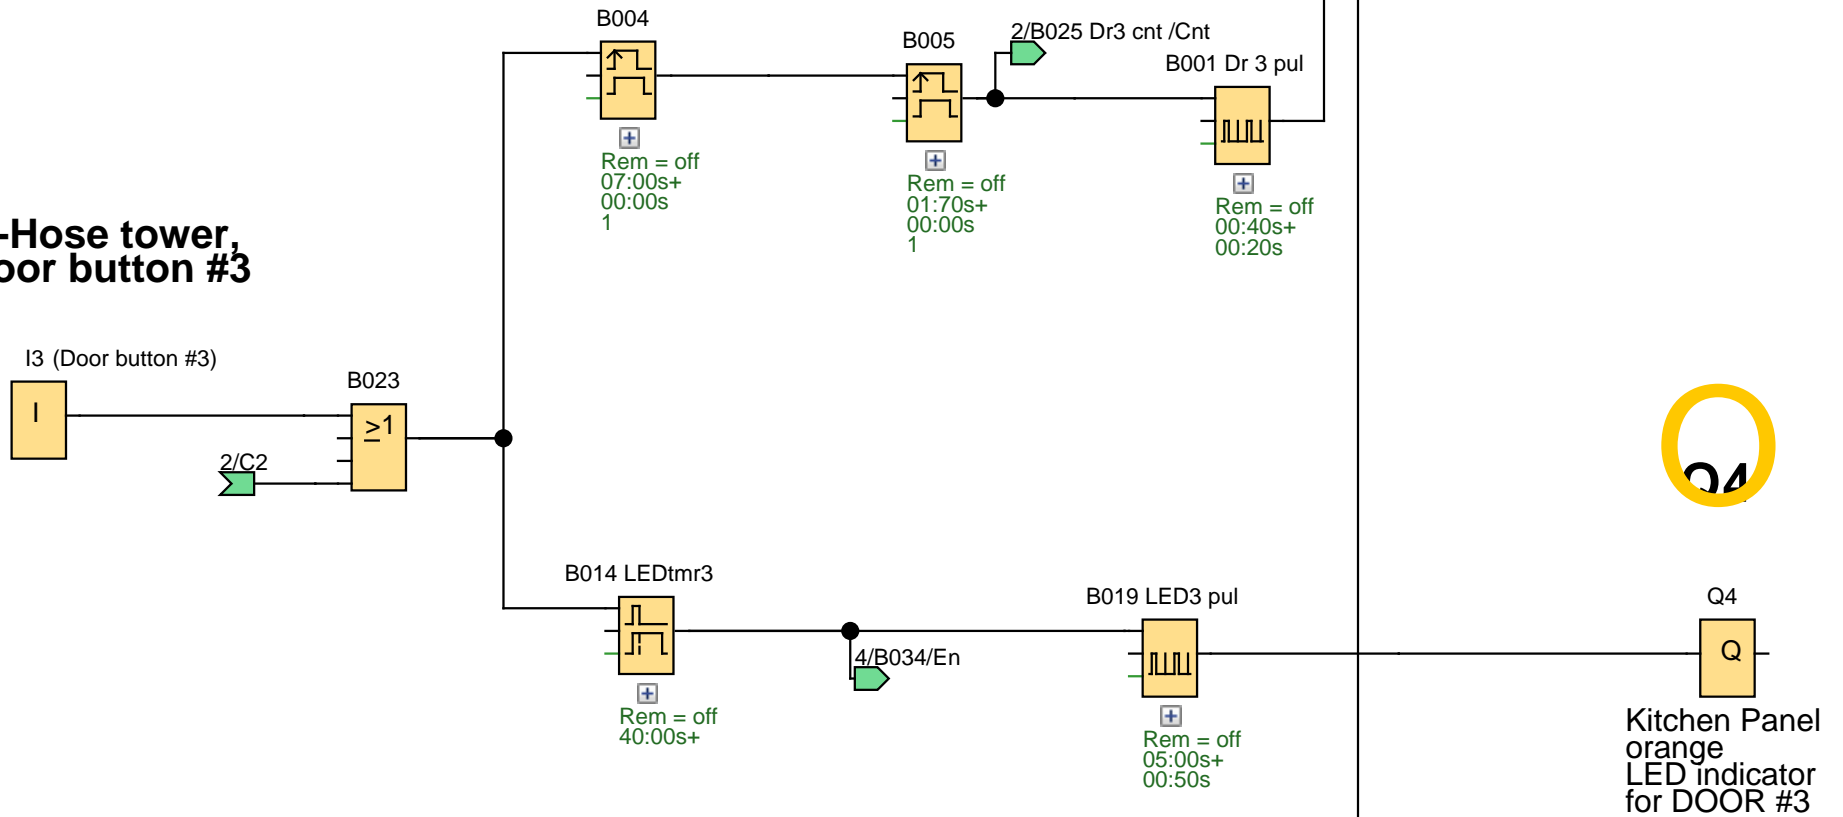 B004
B005
2/B025 Dr3 cnt /Cnt
B001 Dr 3 pul
Rem = off
07:00s+
00:00s
1
Rem = off
01:70s+
00:00s
1
Rem = off
00:40s+
00:20s
-Hose tower,
oor button #3
I3 (Door button #3)
I
B023
>1
2/C2
Q4
B014 LEDtmr3
4/B034/En
Rem = off
40:00s+
B019 LED3 pul
Rem = off
05:00s+
00:50s
Q4
Q
Kitchen Panel
orange
LED indicator
for DOOR #3